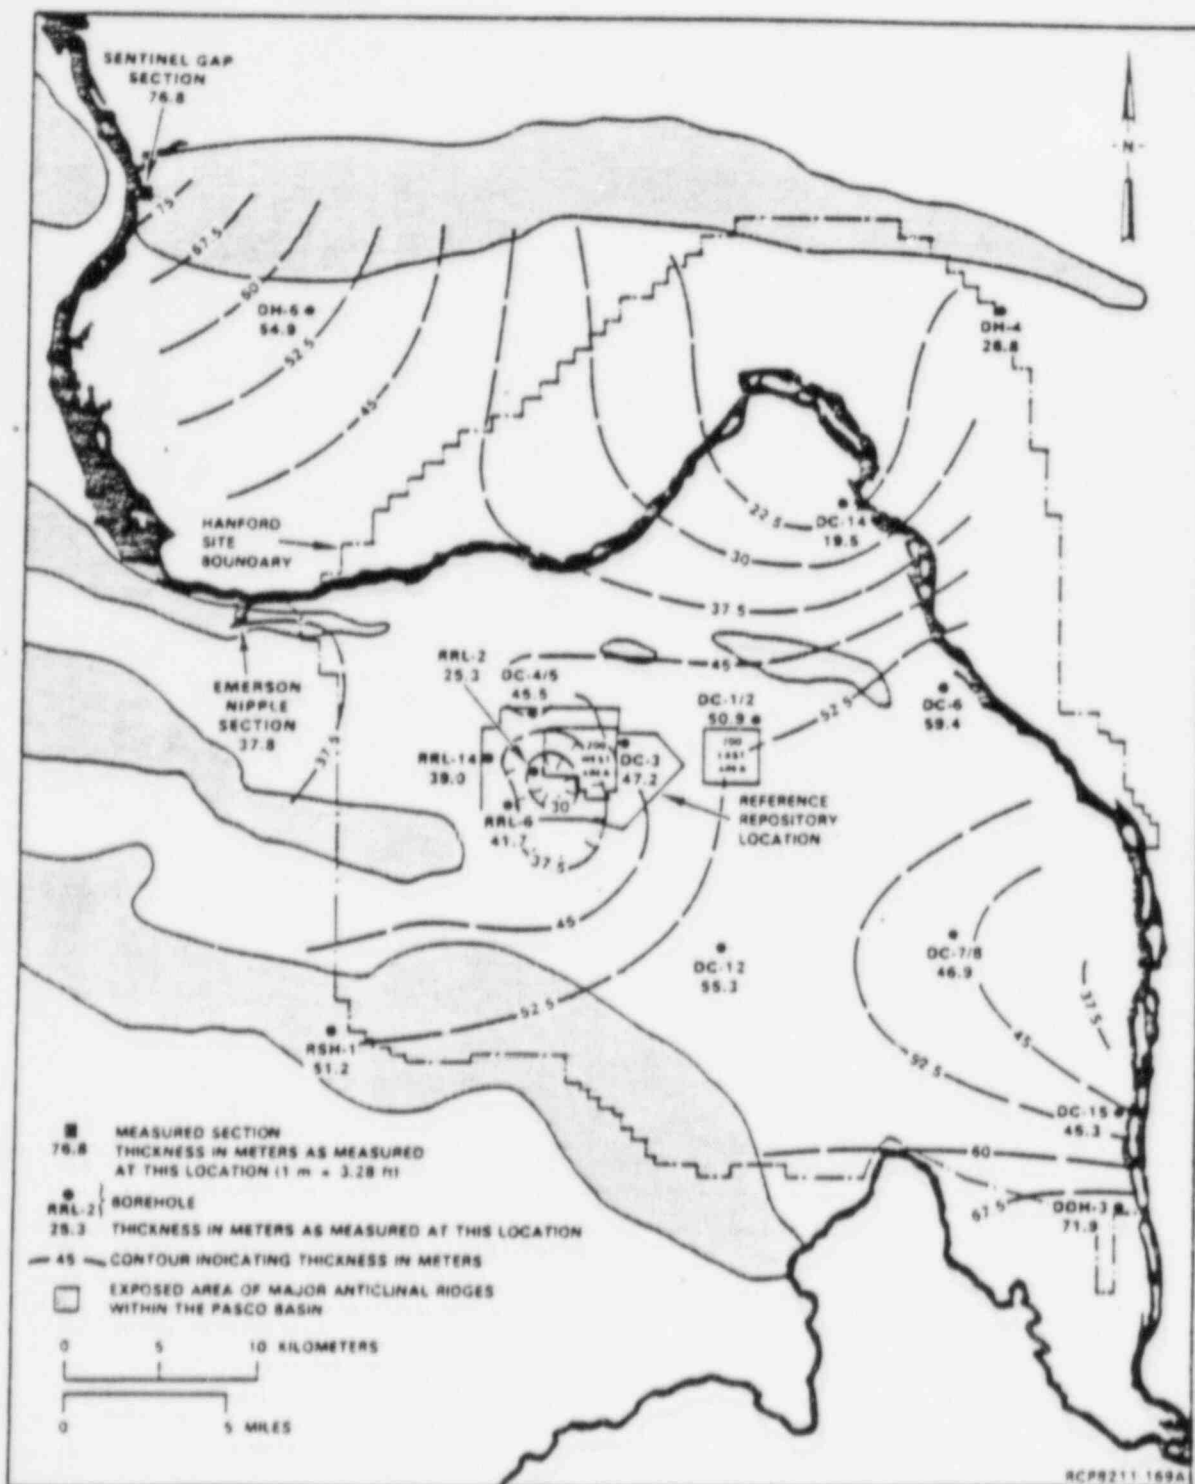 SENTINEL GAP
SECTION
76.8
N
75
67.5
60
DH-5
54.9
52.5
45
DH-4
26.8
HANFORD
SITE
BOUNDARY
22.5
DC-14
19.5
30
37.5
45
52.5
RRL-2
25.3
DC-4/5
45.5
EMERSON
NIPPLE
SECTION
37.8
37.5
DC-1/2
50.9
DC-6
59.4
RRL-14
39.0
200
WEST
AREA
DC-3
47.2
200
EAST
AREA
30
RRL-6
41.7
37.5
REFERENCE
REPOSITORY
LOCATION
45
DC-12
55.3
DC-7/8
46.9
37.5
52.5
45
52.5
RSH-1
51.2
DC-15
45.3
60
67.5
DDH-3
71.9
MEASURED SECTION
76.8 THICKNESS IN METERS AS MEASURED
AT THIS LOCATION (1 m = 3.28 ft)
RRL-2 BOREHOLE
25.3 THICKNESS IN METERS AS MEASURED AT THIS LOCATION
45 CONTOUR INDICATING THICKNESS IN METERS
EXPOSED AREA OF MAJOR ANTICLINAL RIDGES
WITHIN THE PASCO BASIN
0 5 10 KILOMETERS
0 5 MILES
RCP8211-169A